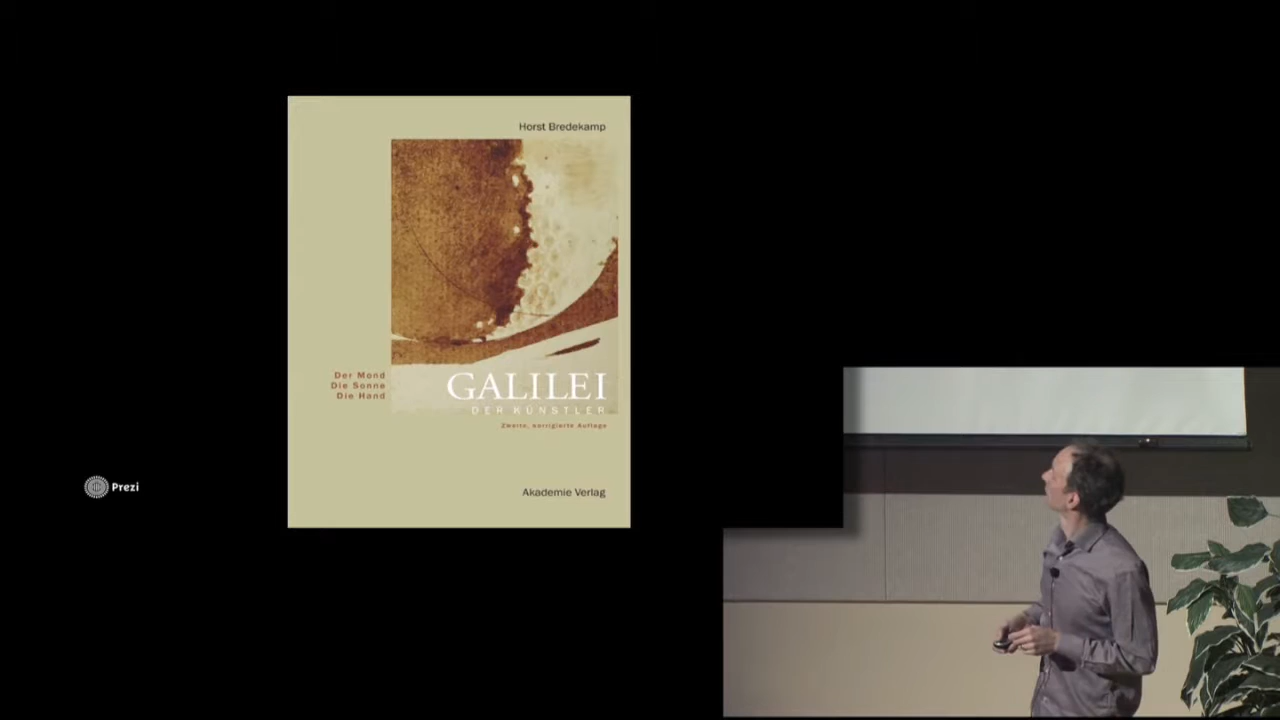 Horst Bredekamp
Der Mond
Die Sonne
Die Hand
GALILEI
DER KÜNSTLER
Zweite, korrigierte Auflage
Akademie Verlag
Prezi